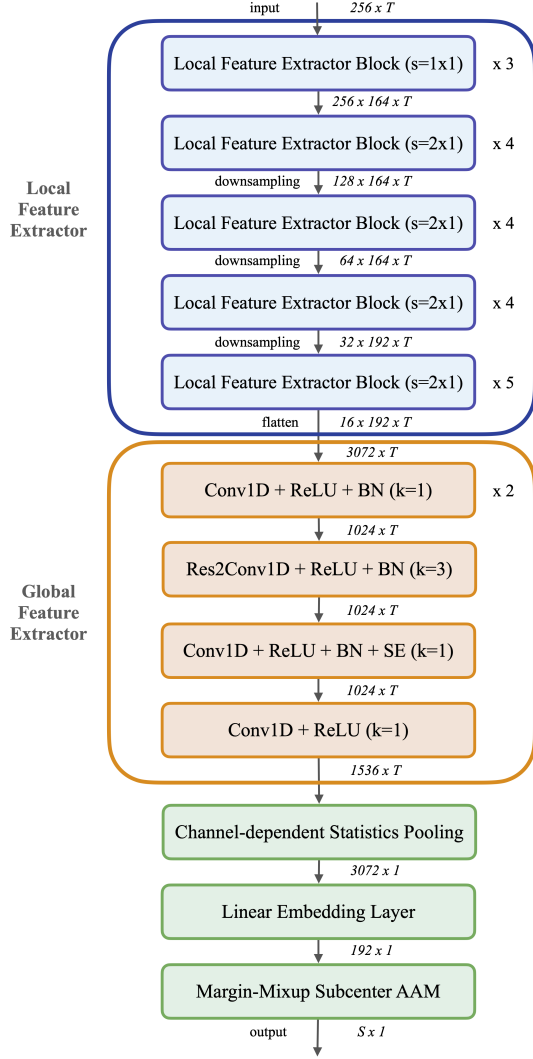 input 256 x T
Local Feature Extractor Block (s=1x1) x 3
256 x 164 x T
Local Feature Extractor Block (s=2x1) x 4
downsampling 128 x 164 x T
Local
Feature
Extractor
Local Feature Extractor Block (s=2x1) x 4
downsampling 64 x 164 x T
Local Feature Extractor Block (s=2x1) x 4
downsampling 32 x 192 x T
Local Feature Extractor Block (s=2x1) x 5
flatten 16 x 192 x T
3072 x T
Conv1D + ReLU + BN (k=1) x 2
1024 x T
Res2Conv1D + ReLU + BN (k=3)
Global
Feature
Extractor
1024 x T
Conv1D + ReLU + BN + SE (k=1)
1024 x T
Conv1D + ReLU (k=1)
1536 x T
Channel-dependent Statistics Pooling
3072 x 1
Linear Embedding Layer
192 x 1
Margin-Mixup Subcenter AAM
output S x 1